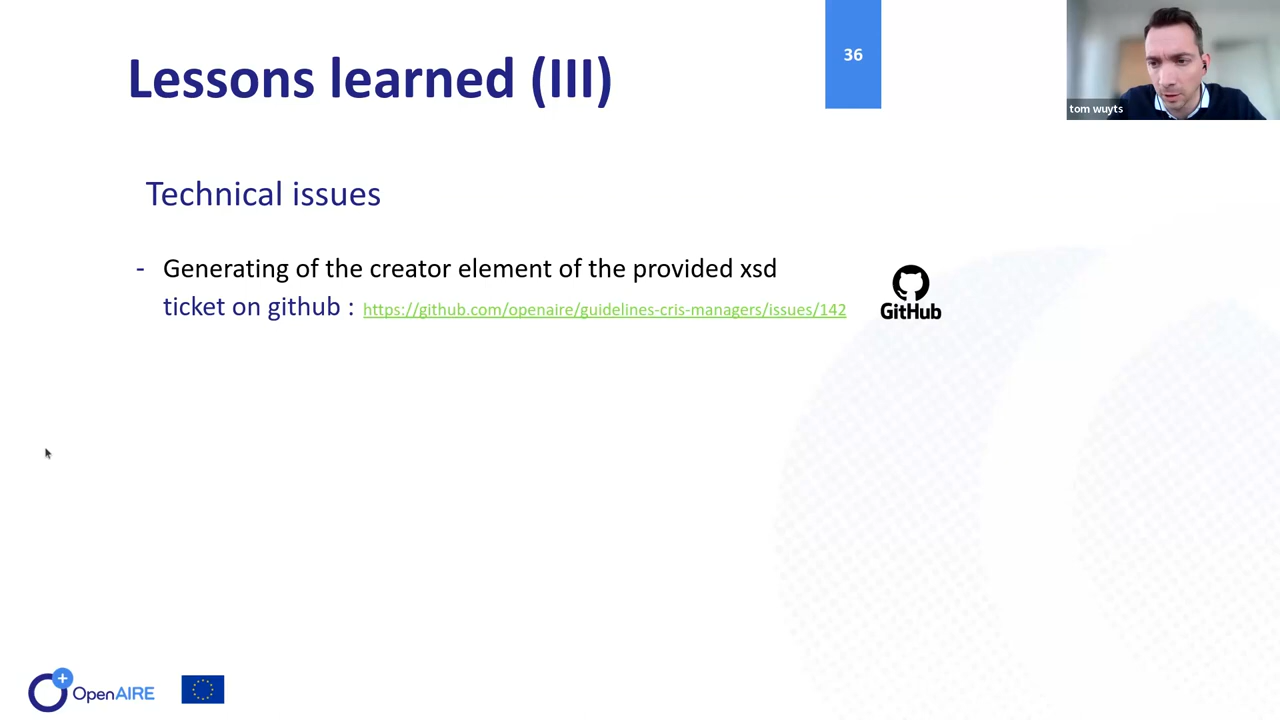 Lessons learned (III)
36
tom wuyts
Technical issues
- Generating of the creator element of the provided xsd
ticket on github : https://github.com/openaire/guidelines-cris-managers/issues/142
GitHub
OpenAIRE